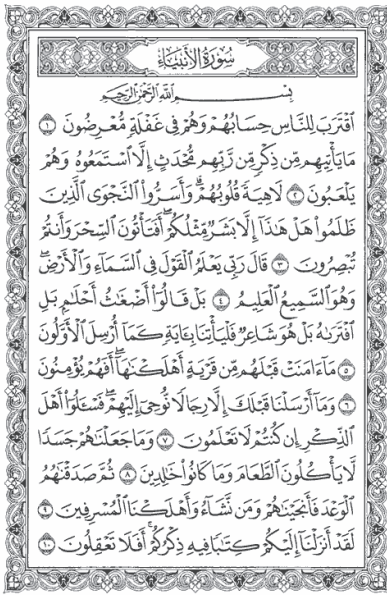 سُورَةُ الأَنبِيَاءِ
بِسْمِ اللَّهِ الرَّحْمَٰنِ الرَّحِيمِ
ٱقْتَرَبَ لِلنَّاسِ حِسَابُهُمْ وَهُمْ فِى غَفْلَةٍ مُّعْرِضُونَ ١
مَا يَأْتِيهِم مِّن ذِكْرٍ مِّن رَّبِّهِم مُّحْدَثٍ إِلَّا ٱسْتَمَعُوهُ وَهُمْ
يَلْعَبُونَ ٢ لَاهِيَةً قُلُوبُهُمْ ۗ وَأَسَرُّوا۟ ٱلنَّجْوَى ٱلَّذِينَ
ظَلَمُوا۟ هَلْ هَٰذَآ إِلَّا بَشَرٌ مِّثْلُكُمْ ۖ أَفَتَأْتُونَ ٱلسِّحْرَ وَأَنتُمْ
تُبْصِرُونَ ٣ قَالَ رَبِّى يَعْلَمُ ٱلْقَوْلَ فِى ٱلسَّمَآءِ وَٱلْأَرْضِ ۖ
وَهُوَ ٱلسَّمِيعُ ٱلْعَلِيمُ ٤ بَلْ قَالُوٓا۟ أَضْغَٰثُ أَحْلَٰمٍۭ بَلِ
ٱفْتَرَىٰهُ بَلْ هُوَ شَاعِرٌ فَلْيَأْتِنَا بِـَٔايَةٍ كَمَآ أُرْسِلَ ٱلْأَوَّلُونَ
٥ مَآ ءَامَنَتْ قَبْلَهُم مِّن قَرْيَةٍ أَهْلَكْنَٰهَآ ۖ أَفَهُمْ يُؤْمِنُونَ
٦ وَمَآ أَرْسَلْنَا قَبْلَكَ إِلَّا رِجَالًا نُّوحِىٓ إِلَيْهِمْ ۖ فَسْـَٔلُوٓا۟ أَهْلَ
ٱلذِّكْرِ إِن كُنتُمْ لَا تَعْلَمُونَ ٧ وَمَا جَعَلْنَٰهُمْ جَسَدًا
لَّا يَأْكُلُونَ ٱلطَّعَامَ وَمَا كَانُوا۟ خَٰلِدِينَ ٨ ثُمَّ صَدَقْنَٰهُمُ
ٱلْوَعْدَ فَأَنجَيْنَٰهُمْ وَمَن نَّشَآءُ وَأَهْلَكْنَا ٱلْمُسْرِفِينَ ٩
لَقَدْ أَنزَلْنَآ إِلَيْكُمْ كِتَٰبًا فِيهِ ذِكْرُكُمْ ۖ أَفَلَا تَعْقِلُونَ ١٠